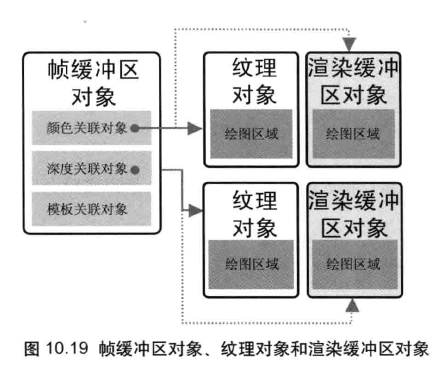 帧缓冲区
对象
颜色关联对象
深度关联对象
模板关联对象
纹理
对象
绘图区域
渲染缓冲
区对象
绘图区域
纹理
对象
绘图区域
渲染缓冲
区对象
绘图区域
图 10.19 帧缓冲区对象、纹理对象和渲染缓冲区对象